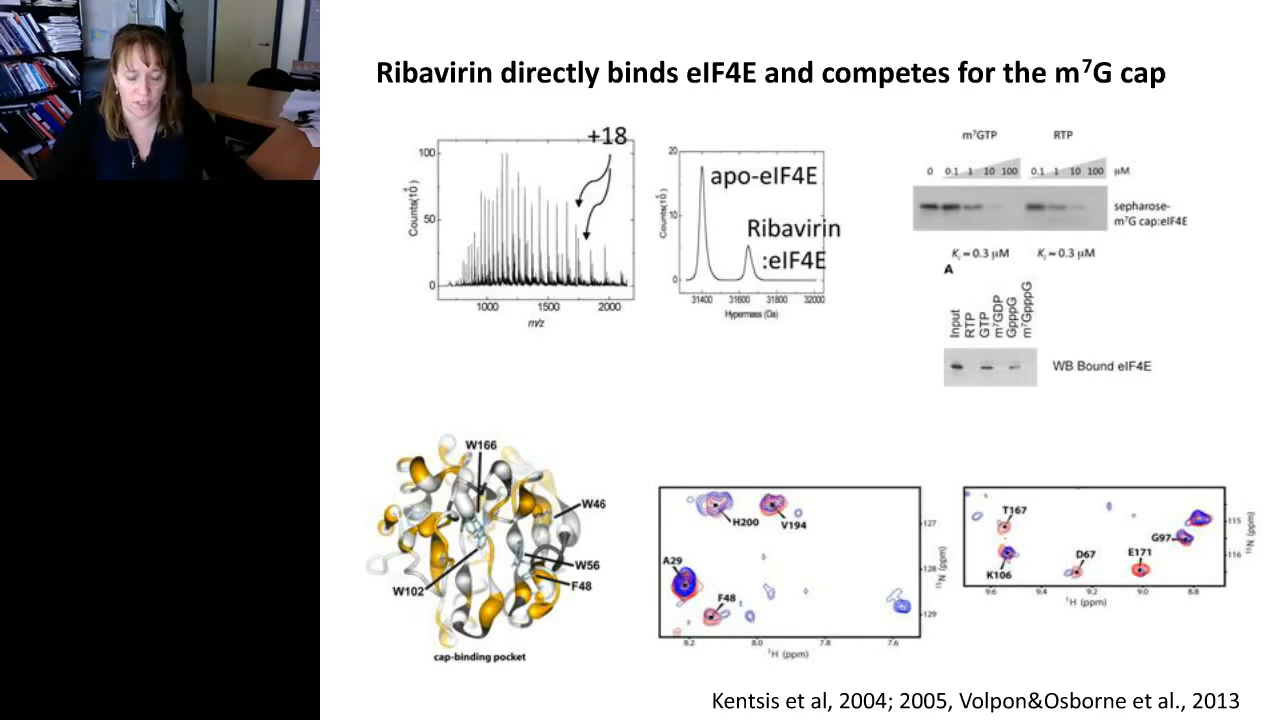 Ribavirin directly binds eIF4E and competes for the m⁷G cap
+18
100
50
0
Counts(10⁴)
1000
1500
2000
m/z
20
10
0
Counts(10⁵)
apo-eIF4E
Ribavirin
:eIF4E
31400
31600
31800
32000
Hypermass (Da)
m⁷GTP
RTP
0
0.1
1
10
100
0.1
1
10
100
μM
sepharose-
m⁷G cap:eIF4E
Kᵢ ≈ 0.3 μM
Kᵢ ≈ 0.3 μM
A
Input
RTP
GTP
m⁷GDP
GpppG
m⁷GpppG
WB Bound eIF4E
W166
W46
W56
F48
W102
cap-binding pocket
H200
V194
A29
F48
127
128
129
¹⁵N (ppm)
8.2
8.0
7.8
7.6
¹H (ppm)
T167
K106
D67
E171
G97
115
116
¹⁵N (ppm)
9.6
9.4
9.2
9.0
8.8
¹H (ppm)
Kentsis et al, 2004; 2005, Volpon&Osborne et al., 2013